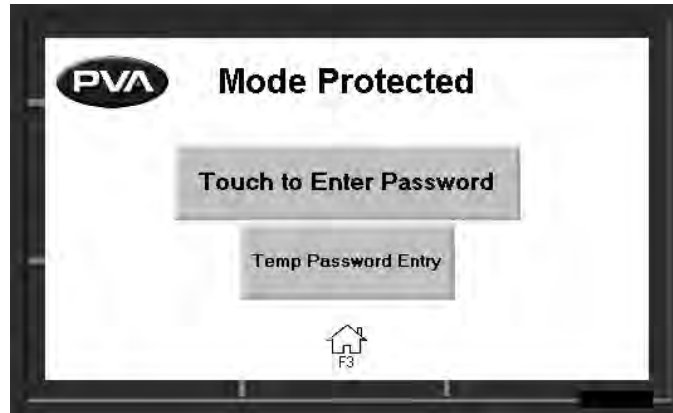 PVA
Mode Protected
Touch to Enter Password
Temp Password Entry
F3